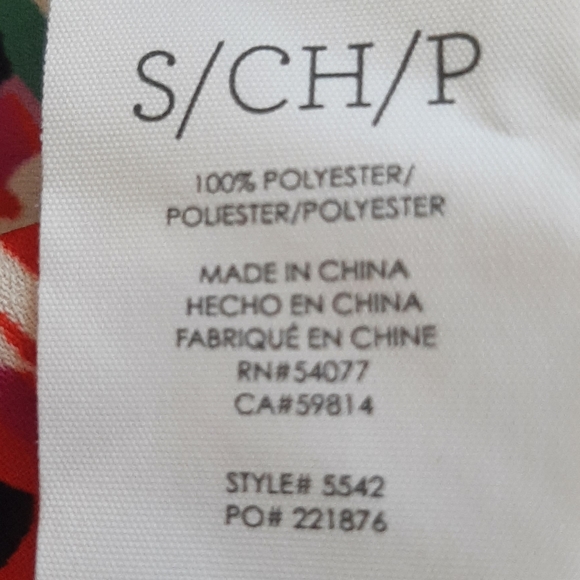 S/CH/P
100% POLYESTER/
POLIESTER/POLYESTER
MADE IN CHINA
HECHO EN CHINA
FABRIQUÉ EN CHINE
RN#54077
CA#59814
STYLE# 5542
PO# 221876